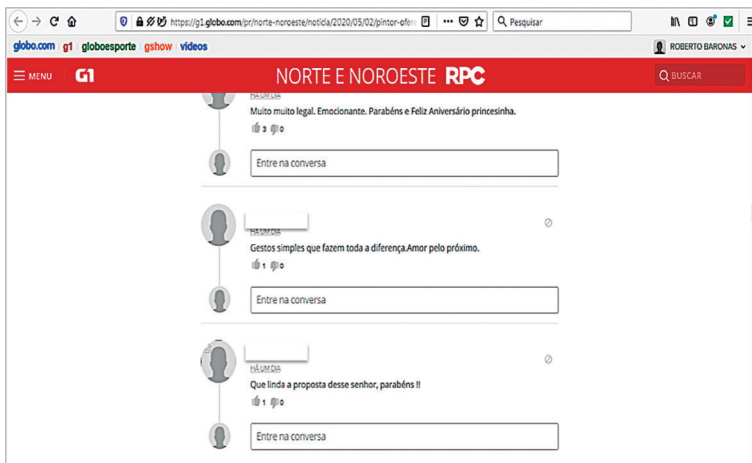 https://g1.globo.com/pr/norte-noroeste/noticia/2020/05/02/pintor-ofere
Pesquisar
globo.com g1 globoesporte gshow vídeos
ROBERTO BARONAS
MENU G1 NORTE E NOROESTE RPC BUSCAR
HÁ UM DIA
Muito muito legal. Emocionante. Parabéns e Feliz Aniversário princesinha.
3 0
Entre na conversa
HÁ UM DIA
Gestos simples que fazem toda a diferença.Amor pelo próximo.
1 0
Entre na conversa
HÁ UM DIA
Que linda a proposta desse senhor, parabéns !!
1 0
Entre na conversa